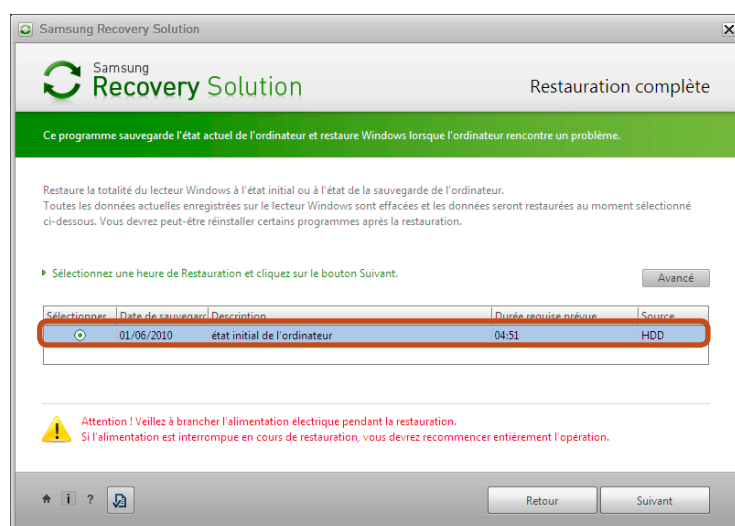 Samsung Recovery Solution
Samsung
Recovery Solution
Restauration complète
Ce programme sauvegarde l'état actuel de l'ordinateur et restaure Windows lorsque l'ordinateur rencontre un problème.
Restaure la totalité du lecteur Windows à l'état initial ou à l'état de la sauvegarde de l'ordinateur.
Toutes les données actuelles enregistrées sur le lecteur Windows sont effacées et les données seront restaurées au moment sélectionné
ci-dessous. Vous devrez peut-être réinstaller certains programmes après la restauration.
Sélectionnez une heure de Restauration et cliquez sur le bouton Suivant.
Avancé
Sélectionner Date de sauvegard Description Durée requise prévue Source
01/06/2010 état initial de l'ordinateur 04:51 HDD
Attention ! Veillez à brancher l'alimentation électrique pendant la restauration.
Si l'alimentation est interrompue en cours de restauration, vous devrez recommencer entièrement l'opération.
i ? Retour Suivant